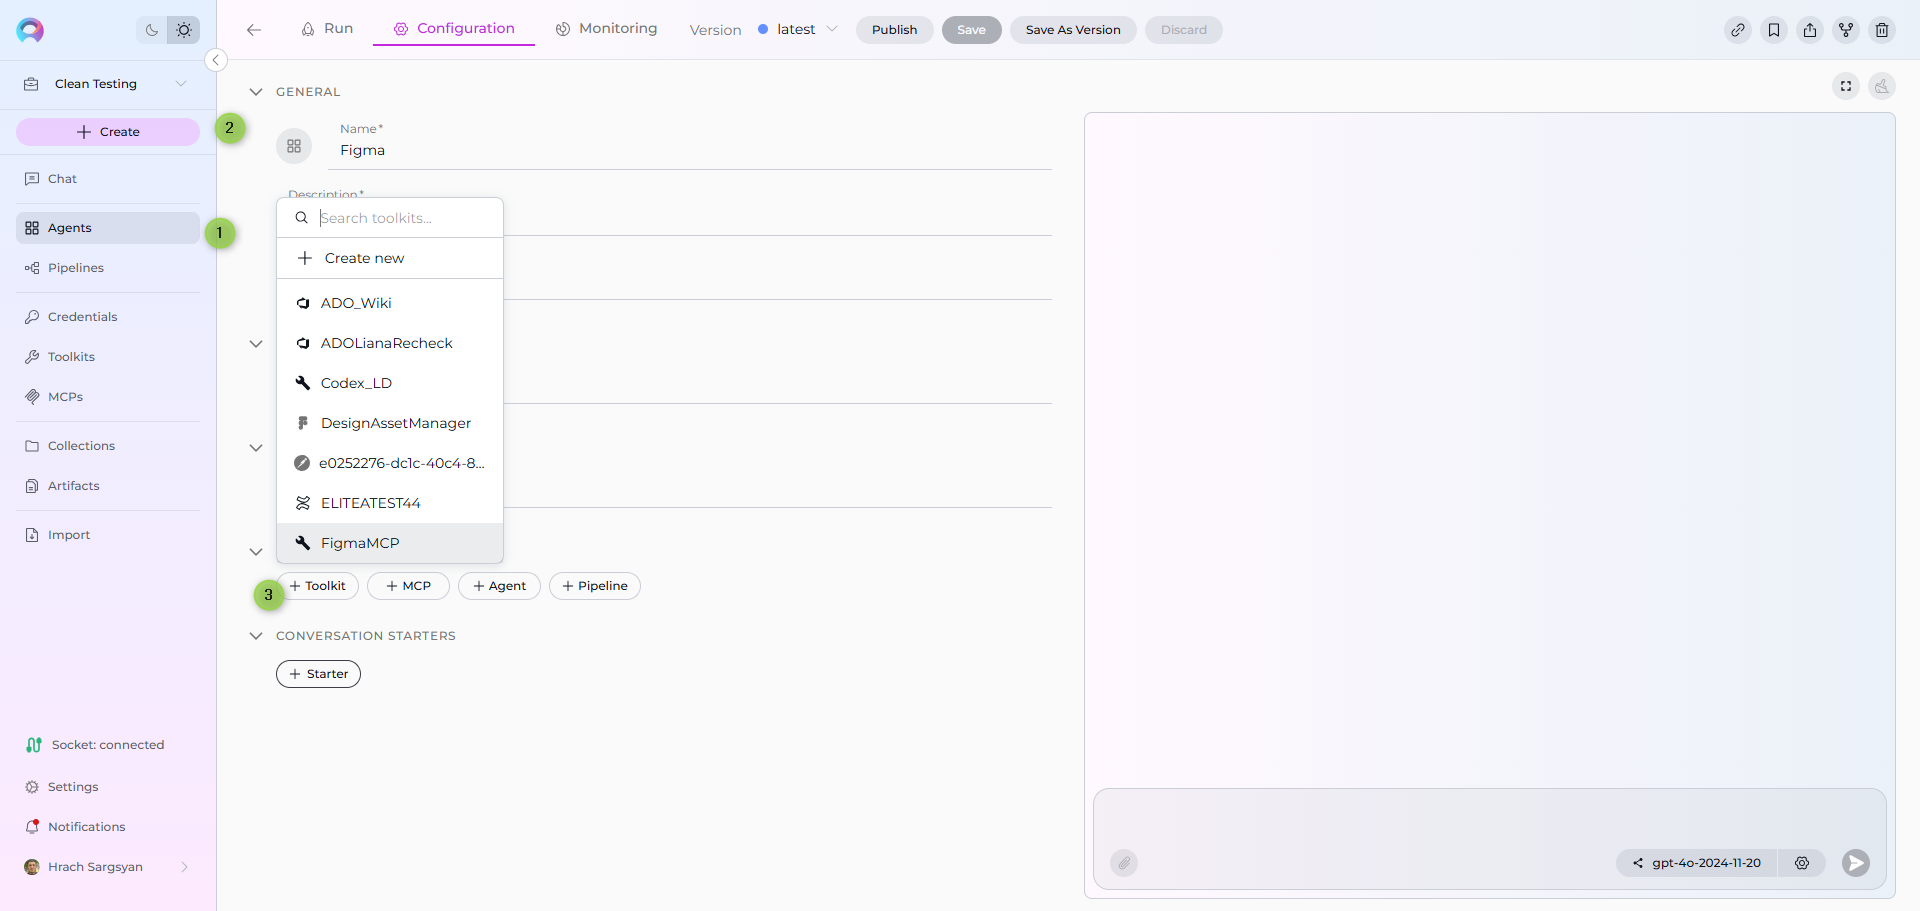 Run
Configuration
Monitoring
Version
latest
Publish
Save
Save As Version
Discard
Clean Testing
Create
Chat
Agents
Pipelines
Credentials
Toolkits
MCPs
Collections
Artifacts
Import
Socket: connected
Settings
Notifications
Hrach Sargsyan
2
1
GENERAL
Name*
Figma
Description*
Search toolkits...
Create new
ADO_Wiki
ADOLianaRecheck
Codex_LD
DesignAssetManager
e0252276-dc1c-40c4-8...
ELITEATEST44
FigmaMCP
3
Toolkit
MCP
Agent
Pipeline
CONVERSATION STARTERS
Starter
gpt-4o-2024-11-20